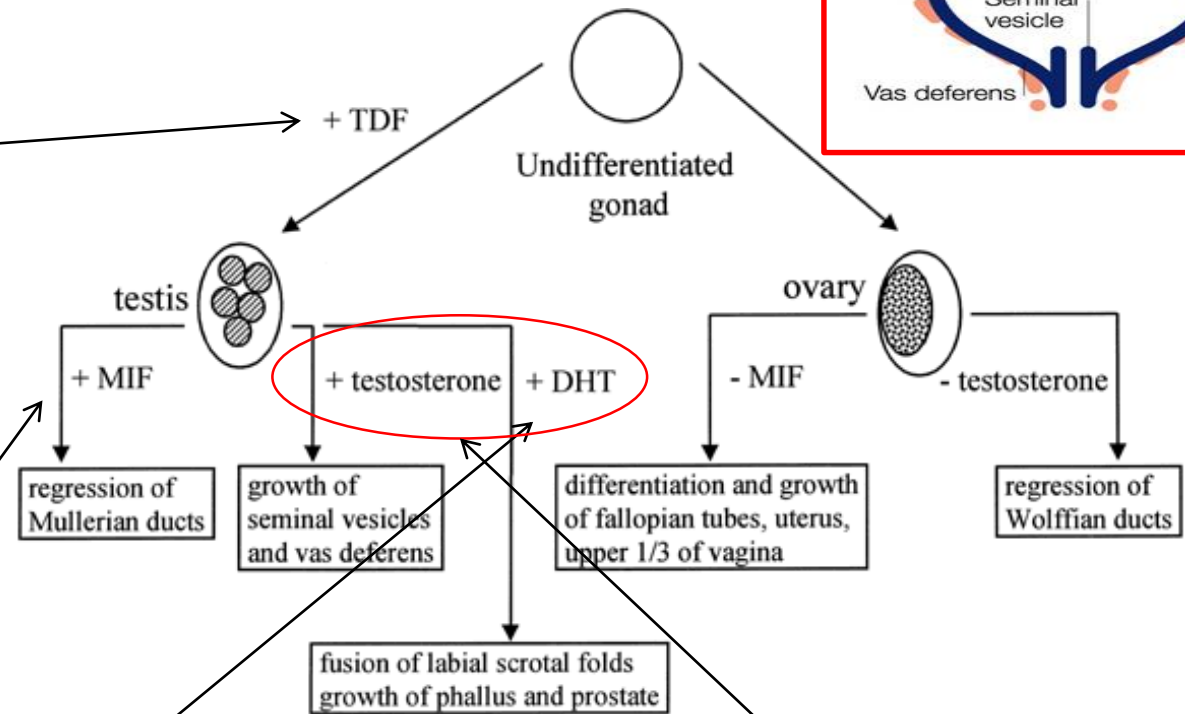 Seminal
vesicle
Vas deferens
+ TDF
Undifferentiated
gonad
testis
ovary
+ MIF
+ testosterone
+ DHT
- MIF
- testosterone
regression of
Mullerian ducts
growth of
seminal vesicles
and vas deferens
differentiation and growth
of fallopian tubes, uterus,
upper 1/3 of vagina
regression of
Wolffian ducts
fusion of labial scrotal folds
growth of phallus and prostate